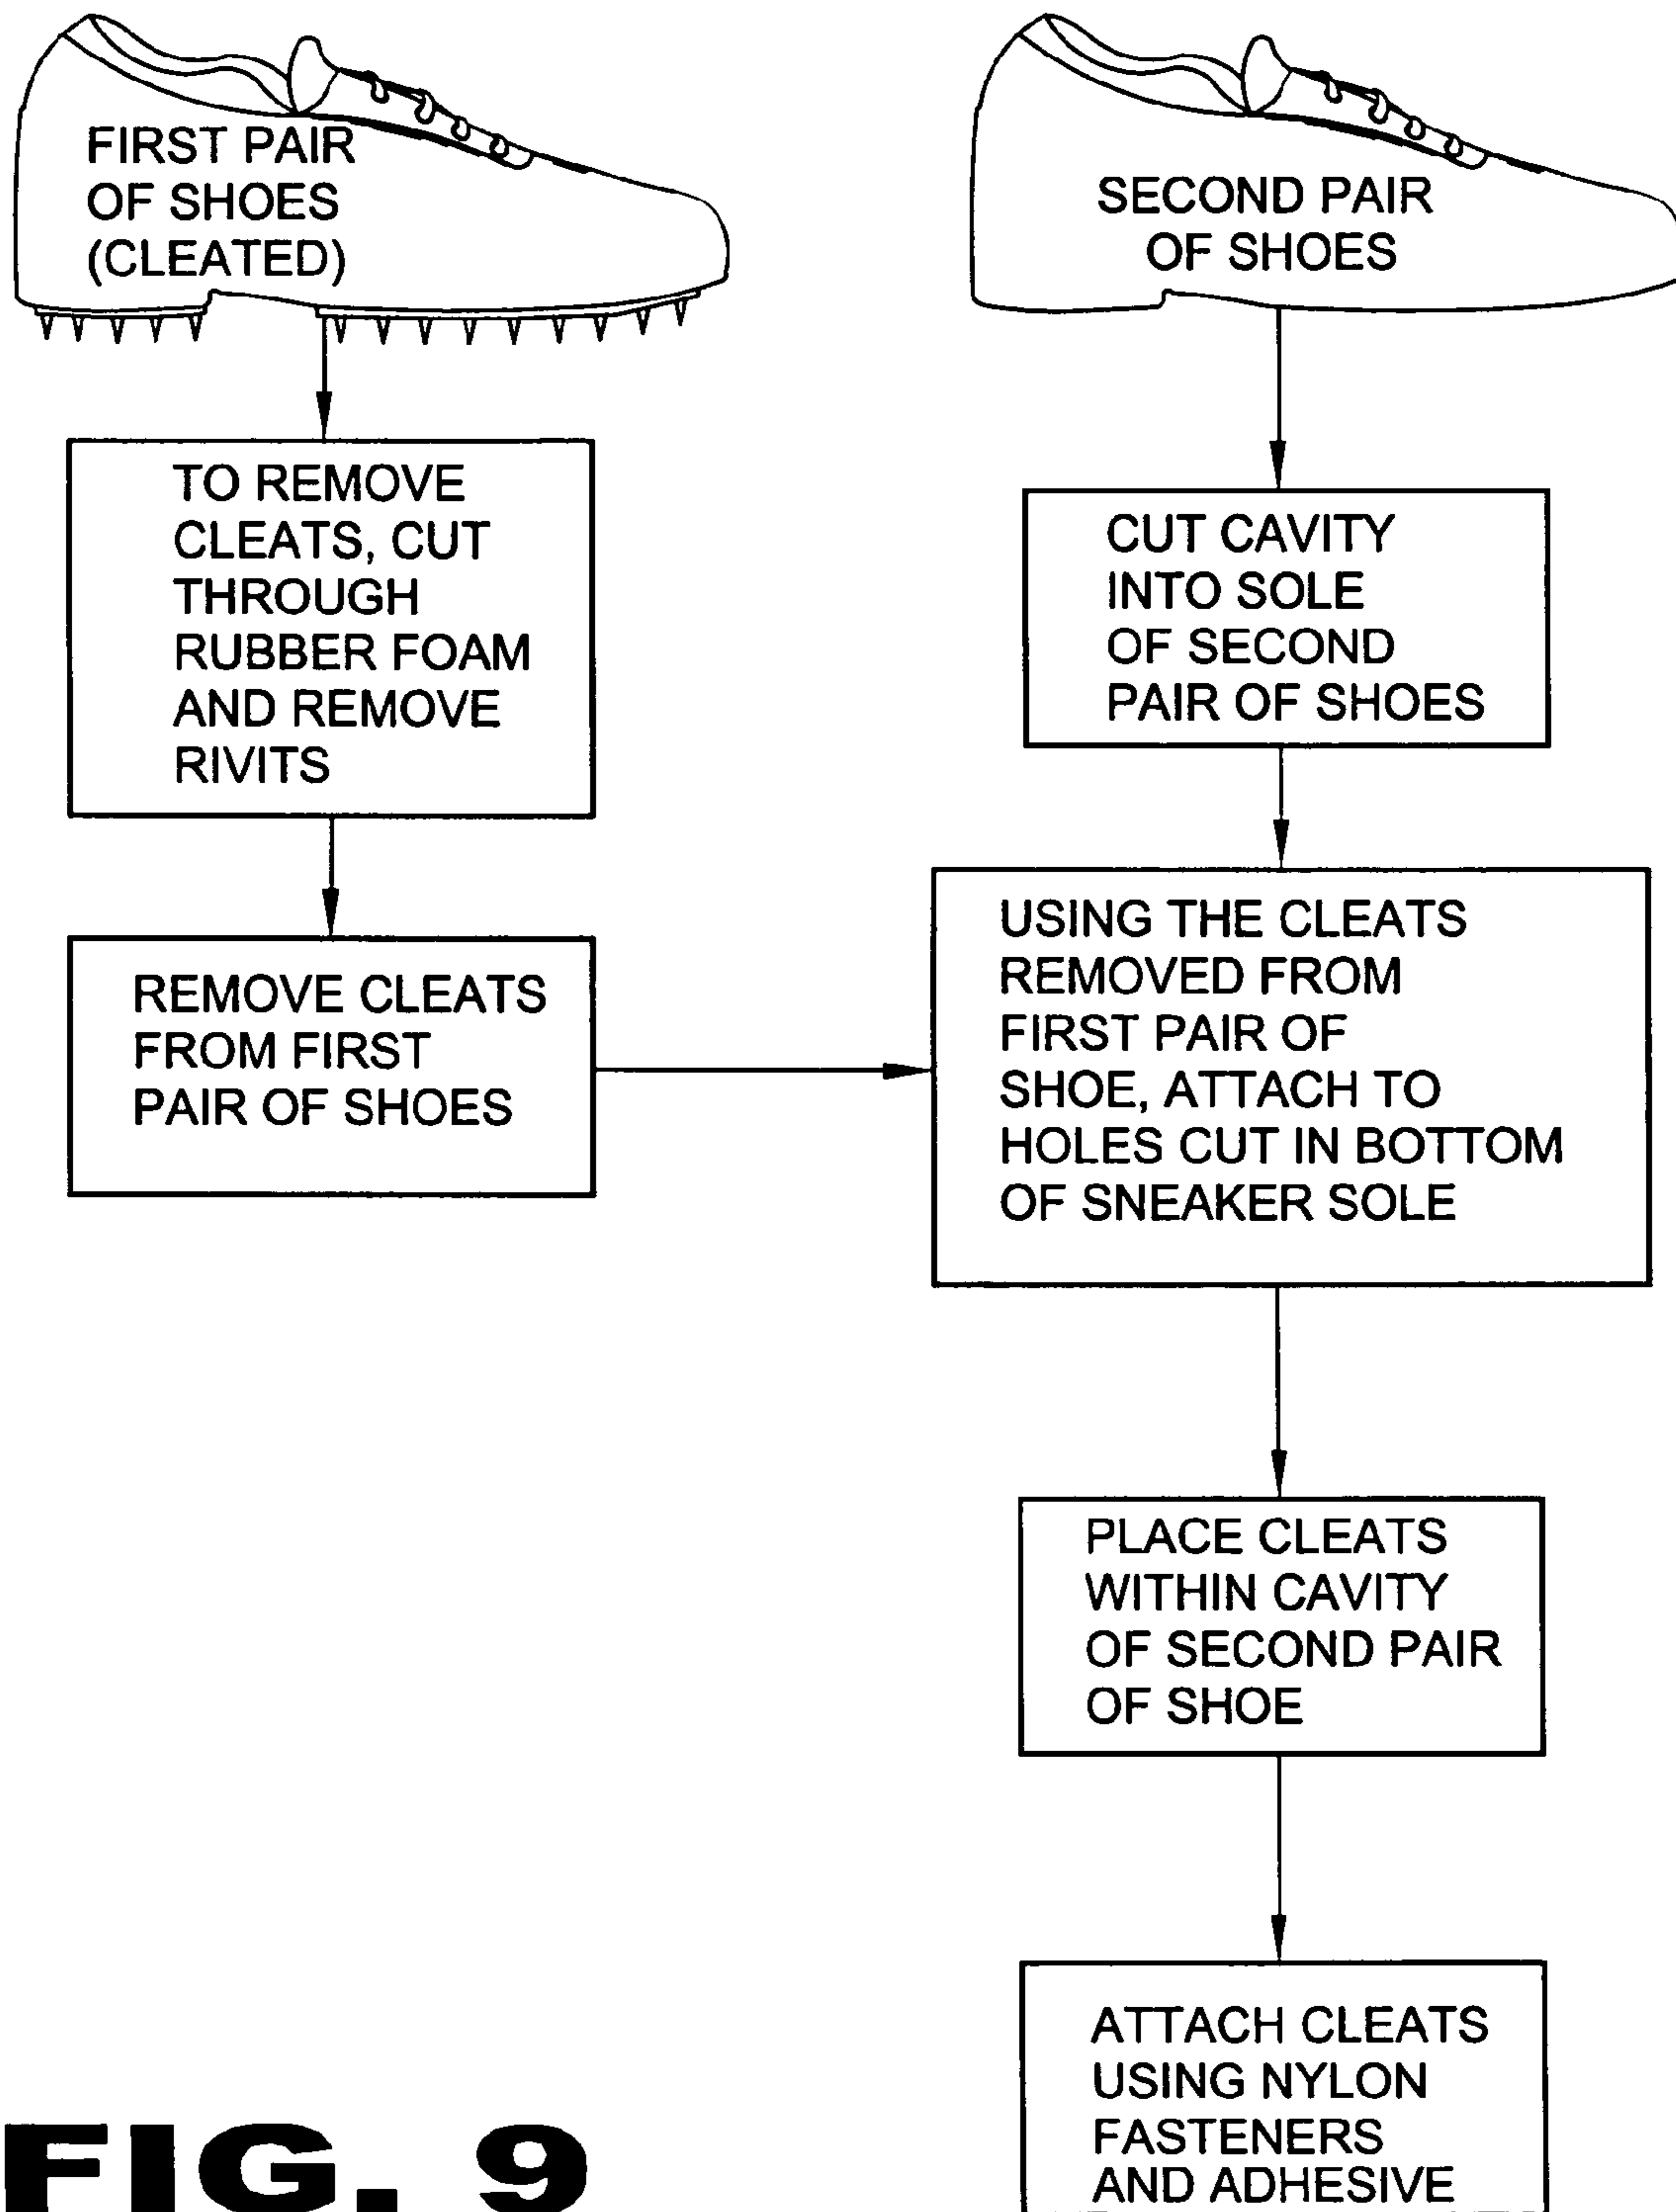 FIRST PAIR
OF SHOES
(CLEATED)
SECOND PAIR
OF SHOES
TO REMOVE
CLEATS, CUT
THROUGH
RUBBER FOAM
AND REMOVE
RIVITS
CUT CAVITY
INTO SOLE
OF SECOND
PAIR OF SHOES
REMOVE CLEATS
FROM FIRST
PAIR OF SHOES
USING THE CLEATS
REMOVED FROM
FIRST PAIR OF
SHOE, ATTACH TO
HOLES CUT IN BOTTOM
OF SNEAKER SOLE
PLACE CLEATS
WITHIN CAVITY
OF SECOND PAIR
OF SHOE
ATTACH CLEATS
USING NYLON
FASTENERS
AND ADHESIVE
FIG. 9